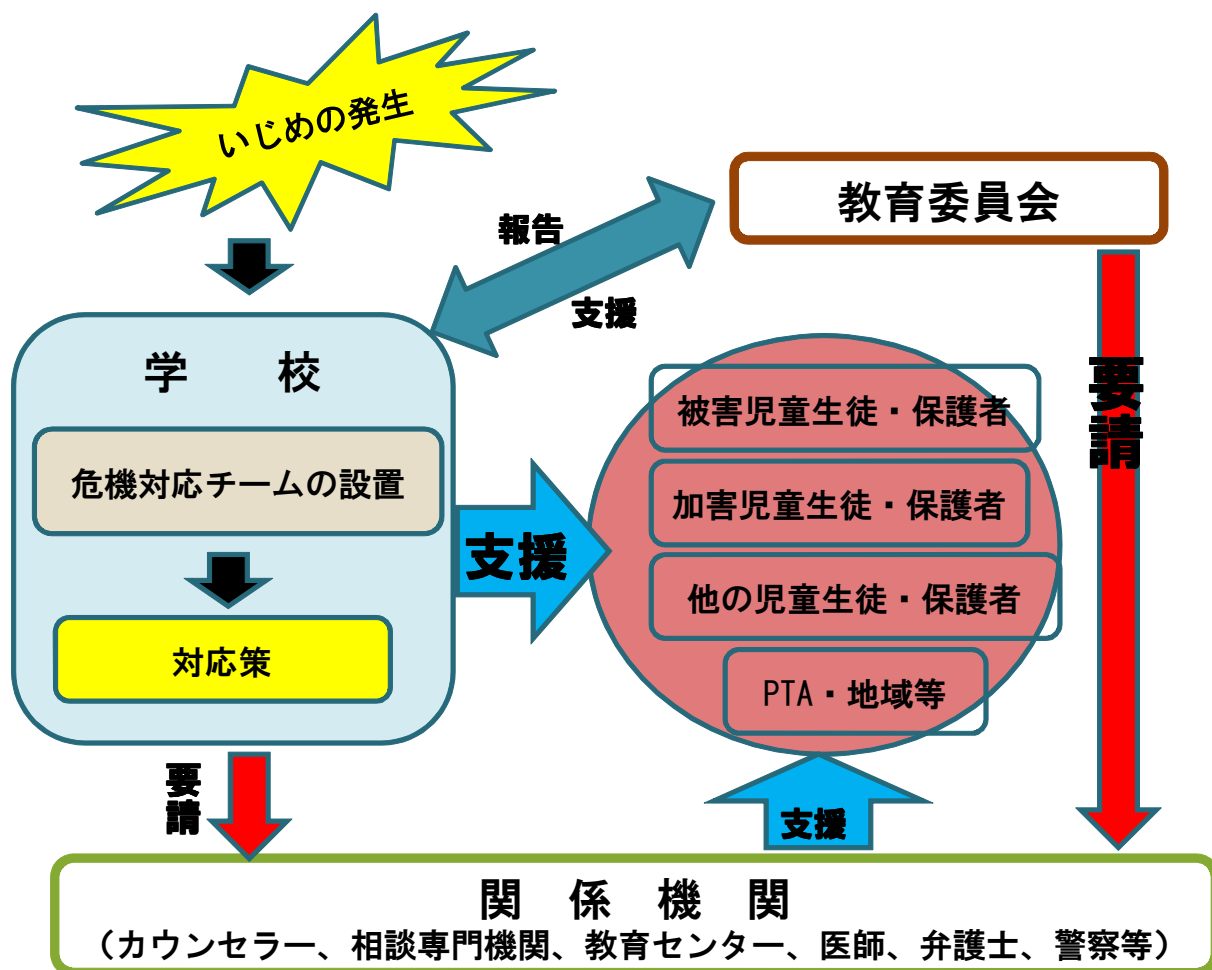 いじめの発生
教育委員会
報告
支援
学　校
危機対応チームの設置
対応策
支援
被害児童生徒・保護者
加害児童生徒・保護者
他の児童生徒・保護者
PTA・地域等
要請
要請
支援
関 係 機 関
（カウンセラー、相談専門機関、教育センター、医師、弁護士、警察等）